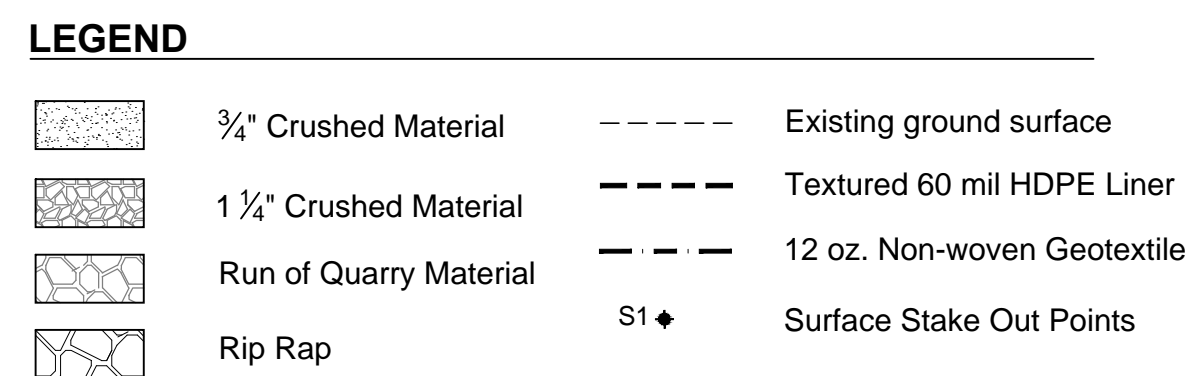 LEGEND
¾" Crushed Material
1 ¼" Crushed Material
Run of Quarry Material
Rip Rap
Existing ground surface
Textured 60 mil HDPE Liner
12 oz. Non-woven Geotextile
S1 Surface Stake Out Points